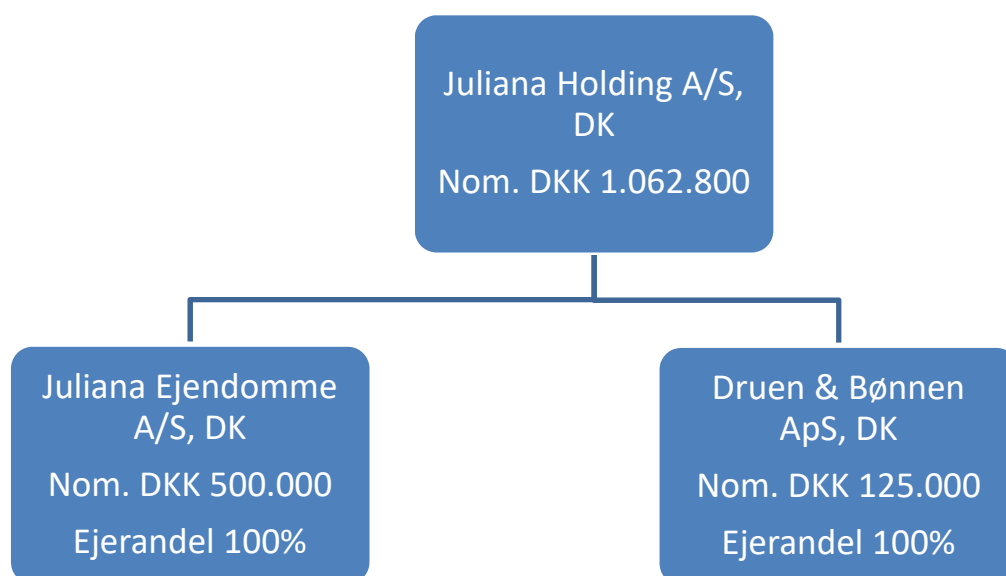 Juliana Holding A/S,
DK
Nom. DKK 1.062.800
Juliana Ejendomme
A/S, DK
Nom. DKK 500.000
Ejerandel 100%
Druen & Bønnen
ApS, DK
Nom. DKK 125.000
Ejerandel 100%